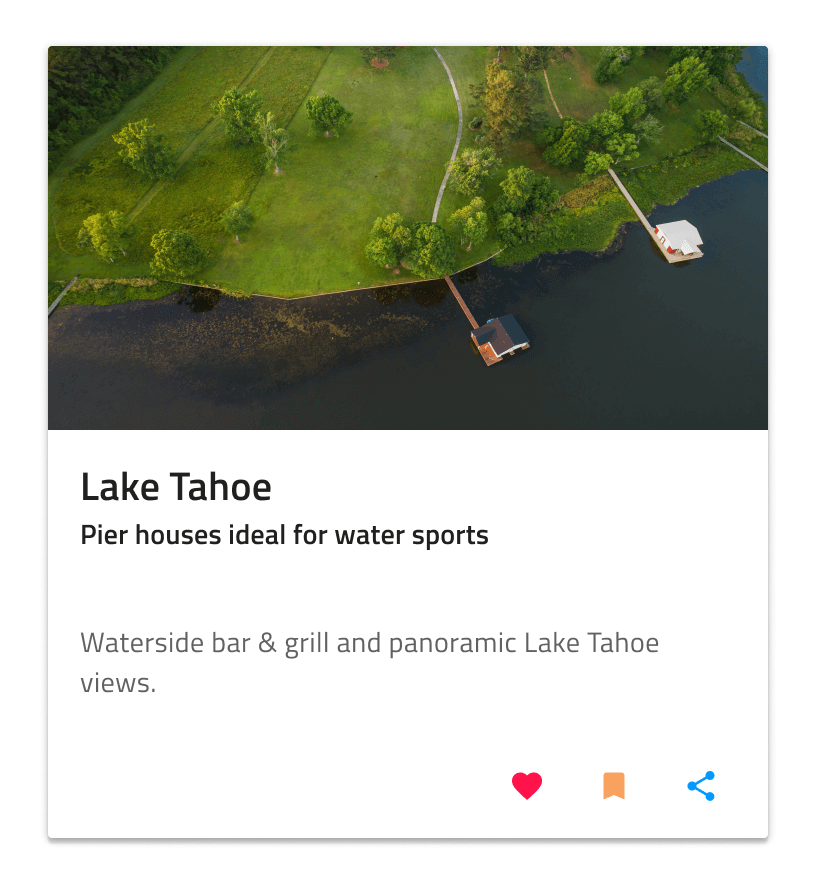 Lake Tahoe
Pier houses ideal for water sports
Waterside bar & grill and panoramic Lake Tahoe
views.